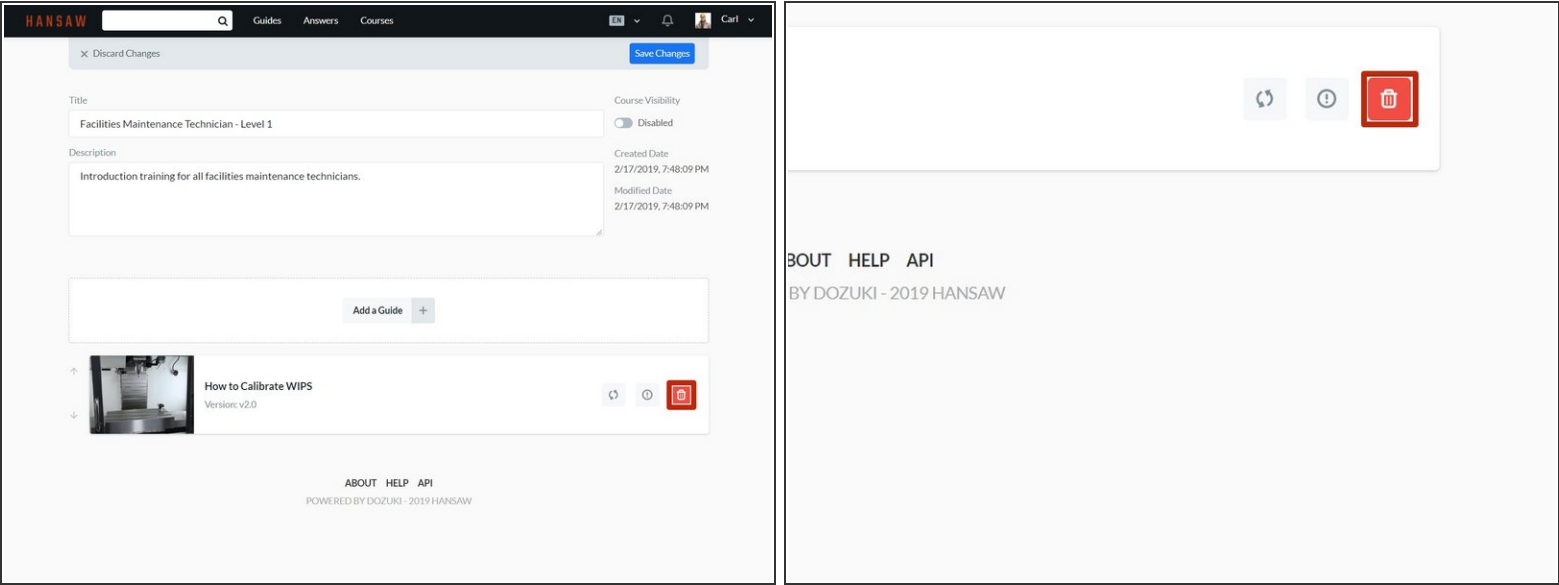 HANSAW
Guides Answers Courses
EN
Carl
Discard Changes
Save Changes
Title
Facilities Maintenance Technician - Level 1
Description
Introduction training for all facilities maintenance technicians.
Course Visibility
Disabled
Created Date
2/17/2019, 7:48:09 PM
Modified Date
2/17/2019, 7:48:09 PM
Add a Guide +
How to Calibrate WIPS
Version: v2.0
ABOUT HELP API
POWERED BY DOZUKI - 2019 HANSAW
BOUT HELP API
BY DOZUKI - 2019 HANSAW